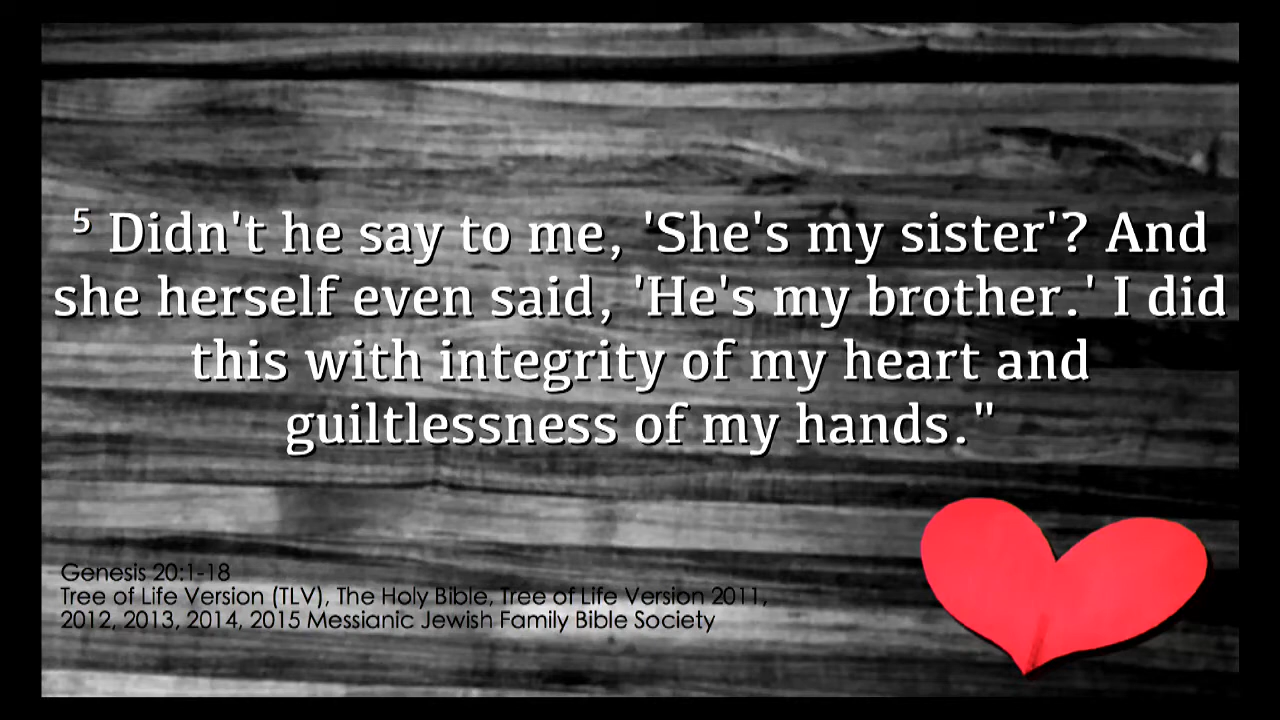 5 Didn't he say to me, 'She's my sister'? And
she herself even said, 'He's my brother.' I did
this with integrity of my heart and
guiltlessness of my hands."
Genesis 20:1-18
Tree of Life Version (TLV), The Holy Bible, Tree of Life Version 2011,
2012, 2013, 2014, 2015 Messianic Jewish Family Bible Society